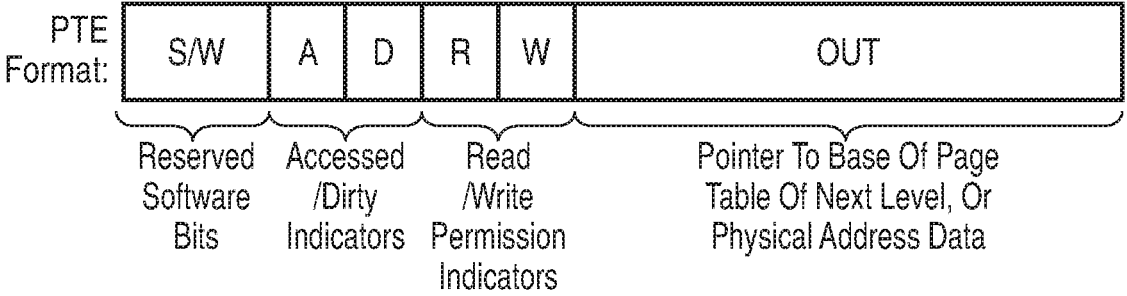 PTE
Format:
S/W A D R W OUT
Reserved
Software
Bits
Accessed
/Dirty
Indicators
Read
/Write
Permission
Indicators
Pointer To Base Of Page
Table Of Next Level, Or
Physical Address Data